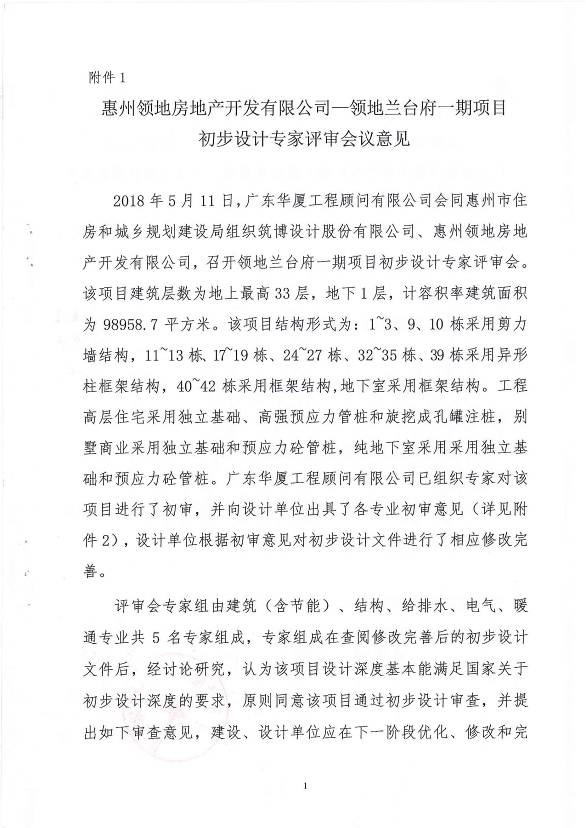 附件1
惠州领地房地产开发有限公司—领地兰台府一期项目
初步设计专家评审会议意见
2018年5月11日,广东华厦工程顾问有限公司会同惠州市住
房和城乡规划建设局组织筑博设计股份有限公司、惠州领地房地
产开发有限公司，召开领地兰台府一期项目初步设计专家评审会。
该项目建筑层数为地上最高33层，地下1层，计容积率建筑面积
为98958.7平方米。该项目结构形式为：1~3、9、10栋采用剪力
墙结构，11~13栋、17~19栋、24~27栋、32~35栋、39栋采用异形
柱框架结构，40~42栋采用框架结构,地下室采用框架结构。工程
高层住宅采用独立基础、高强预应力管桩和旋挖成孔罐注桩，别
墅商业采用独立基础和预应力砼管桩，纯地下室采用采用独立基
础和预应力砼管桩。广东华厦工程顾问有限公司已组织专家对该
项目进行了初审，并向设计单位出具了各专业初审意见（详见附
件2），设计单位根据初审意见对初步设计文件进行了相应修改完
善。
评审会专家组由建筑（含节能）、结构、给排水、电气、暖
通专业共5名专家组成，专家组成在查阅修改完善后的初步设计
文件后，经讨论研究，认为该项目设计深度基本能满足国家关于
初步设计深度的要求，原则同意该项目通过初步设计审查，并提
出如下审查意见，建设、设计单位应在下一阶段优化、修改和完
1